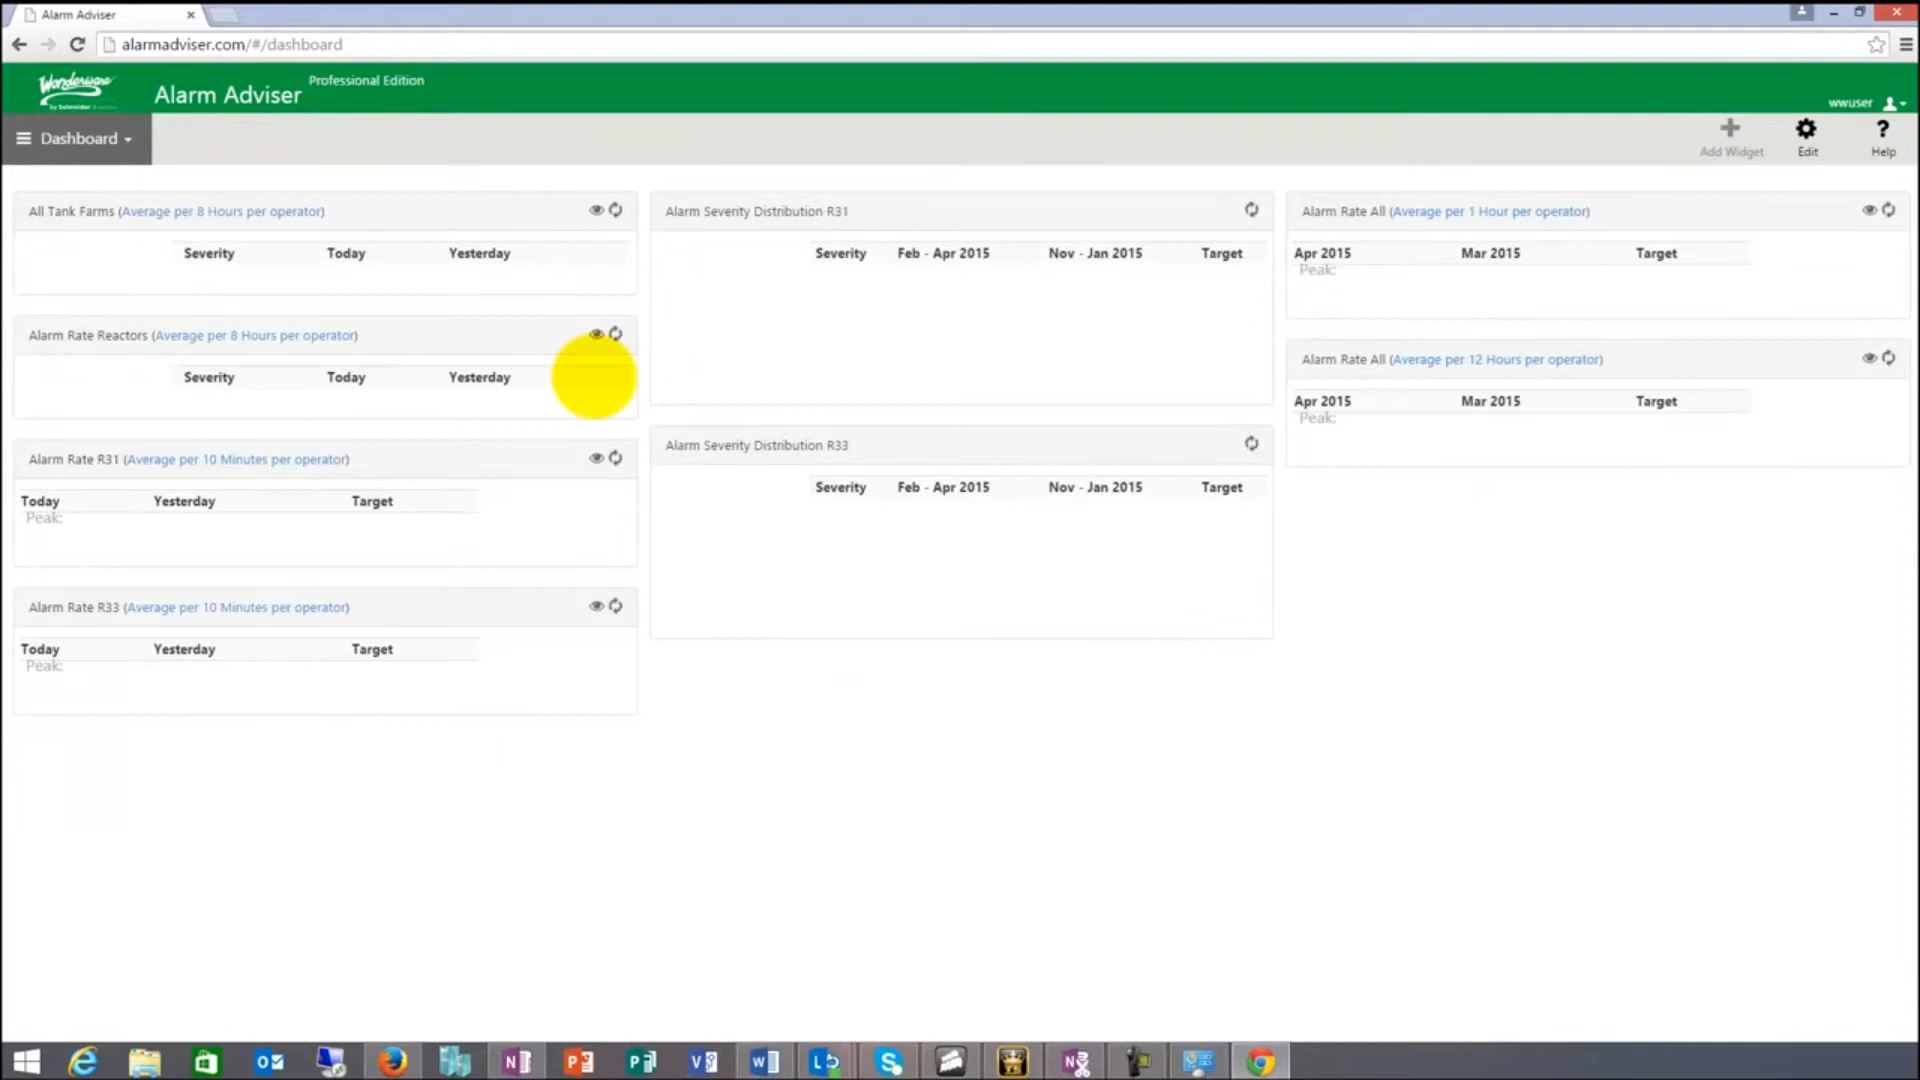 Alarm Adviser
alarmadviser.com/#/dashboard
Wonderware
Alarm Adviser
Professional Edition
wwuser
Dashboard
Add Widget
Edit
Help
All Tank Farms (Average per 8 Hours per operator)
Severity Today Yesterday
Alarm Rate Reactors (Average per 8 Hours per operator)
Severity Today Yesterday
Alarm Rate R31 (Average per 10 Minutes per operator)
Today Yesterday Target
Peak:
Alarm Rate R33 (Average per 10 Minutes per operator)
Today Yesterday Target
Peak:
Alarm Severity Distribution R31
Severity Feb - Apr 2015 Nov - Jan 2015 Target
Alarm Severity Distribution R33
Severity Feb - Apr 2015 Nov - Jan 2015 Target
Alarm Rate All (Average per 1 Hour per operator)
Apr 2015 Mar 2015 Target
Peak:
Alarm Rate All (Average per 12 Hours per operator)
Apr 2015 Mar 2015 Target
Peak: